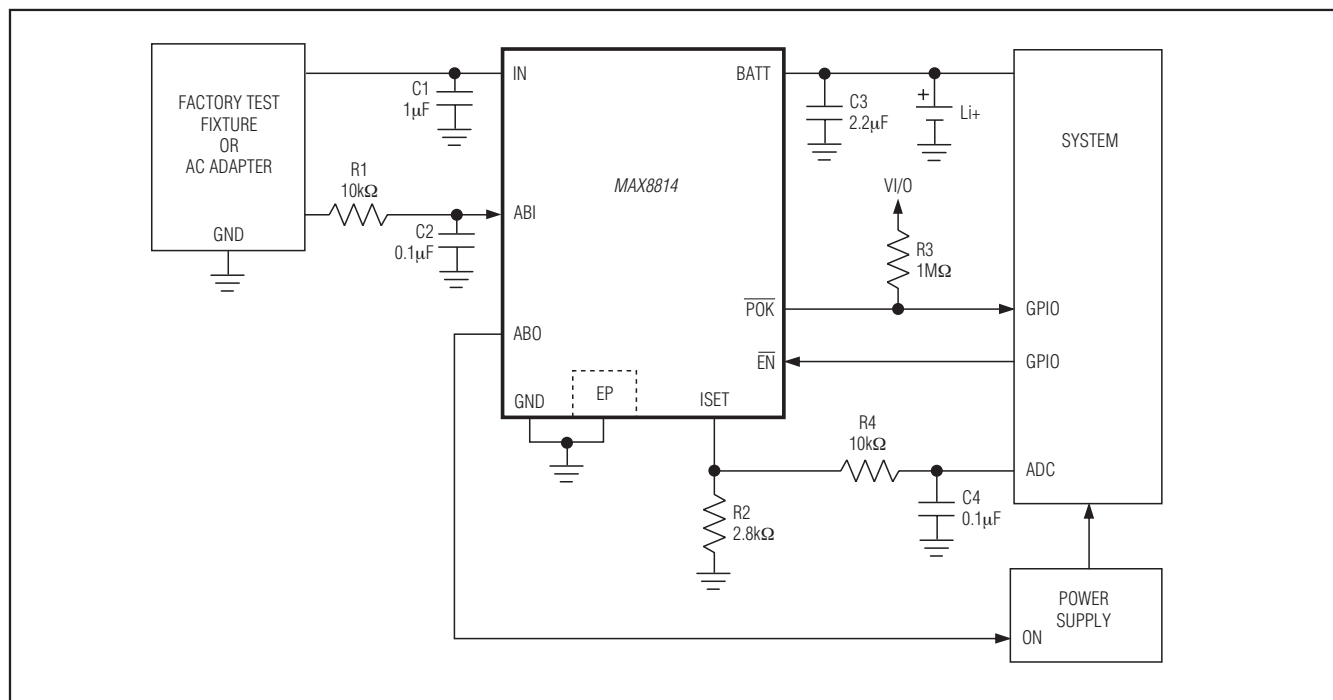 FACTORY TEST
FIXTURE
OR
AC ADAPTER
GND
R1
10kΩ
C1
1µF
C2
0.1µF
IN
ABI
ABO
GND
EP
MAX8814
BATT
P̅O̅K̅
E̅N̅
ISET
C3
2.2µF
+
Li+
VI/O
R3
1MΩ
R4
10kΩ
R2
2.8kΩ
C4
0.1µF
SYSTEM
GPIO
GPIO
ADC
POWER
SUPPLY
ON